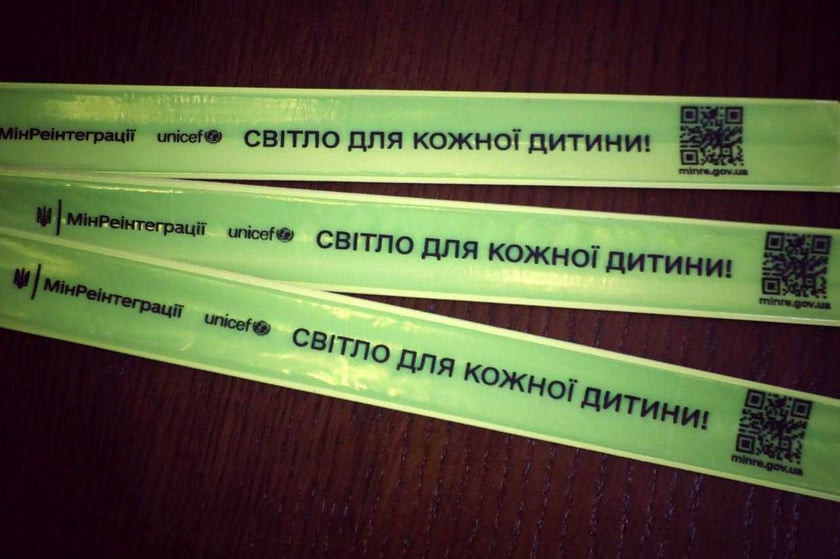 МінРеінтеграції unicef СВІТЛО ДЛЯ КОЖНОЇ ДИТИНИ!
minre.gov.ua
МінРеінтеграції unicef СВІТЛО ДЛЯ КОЖНОЇ ДИТИНИ!
minre.gov.ua
МінРеінтеграції unicef СВІТЛО ДЛЯ КОЖНОЇ ДИТИНИ!
minre.gov.ua